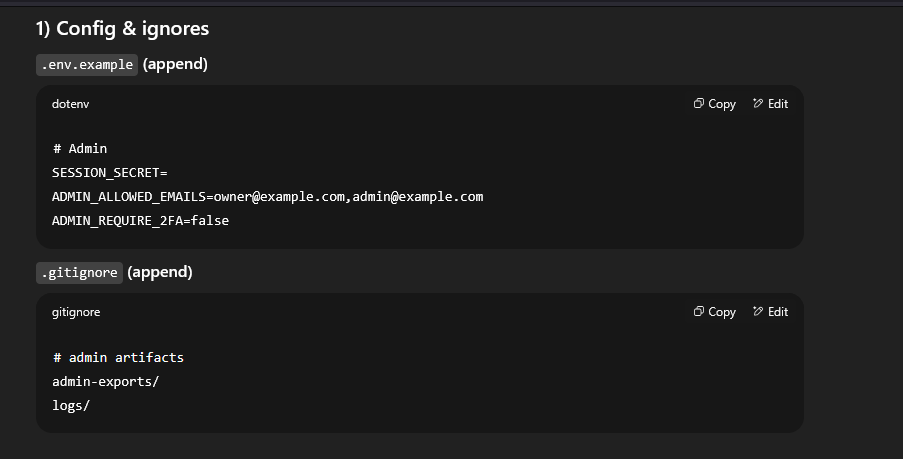 1) Config & ignores
.env.example (append)
dotenv Copy Edit
# Admin
SESSION_SECRET=
ADMIN_ALLOWED_EMAILS=owner@example.com,admin@example.com
ADMIN_REQUIRE_2FA=false
.gitignore (append)
gitignore Copy Edit
# admin artifacts
admin-exports/
logs/